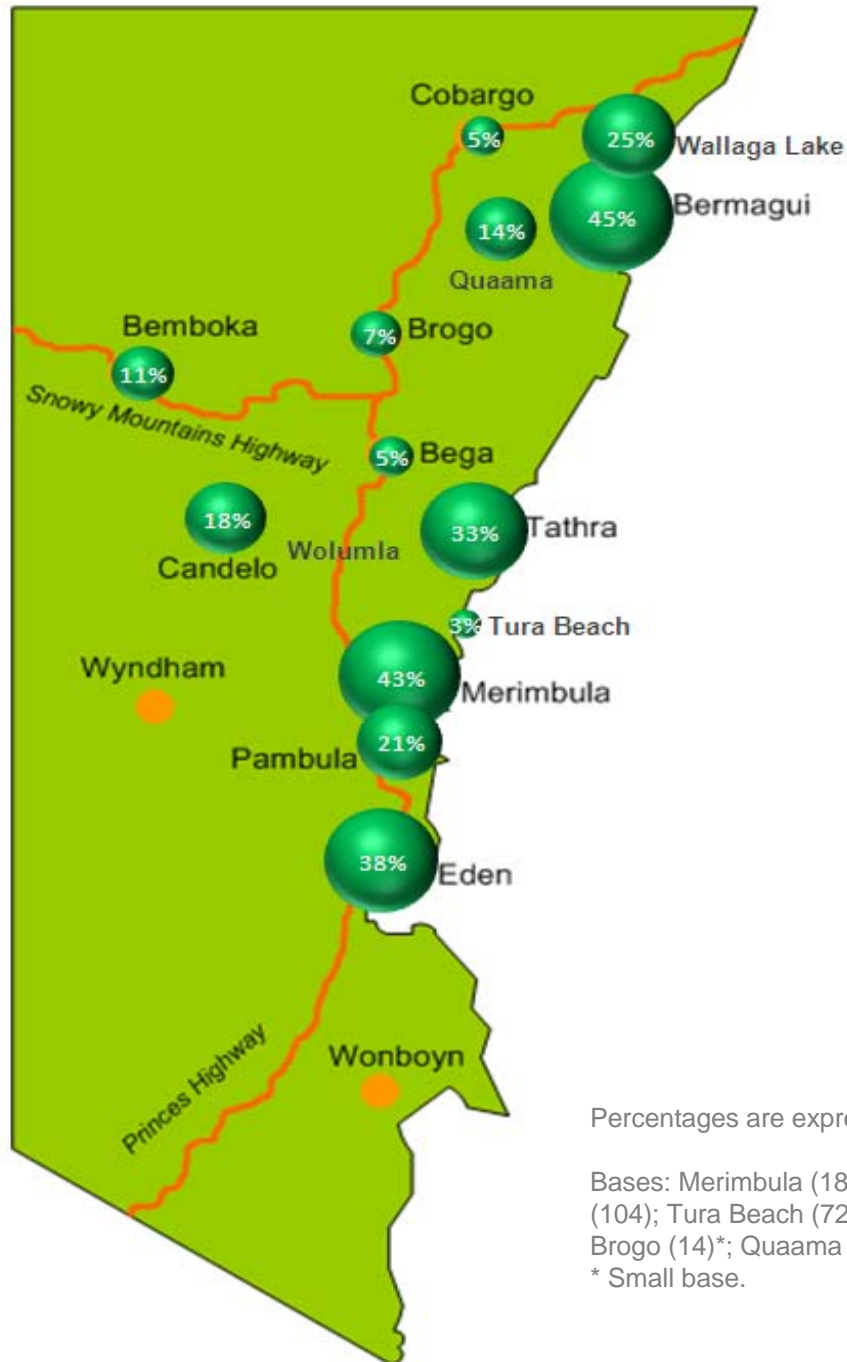 Cobargo
5%
25%
Wallaga Lake
45%
Bermagui
14%
Quaama
Bemboka
11%
7%
Brogo
Snowy Mountains Highway
5%
Bega
18%
Candelo
Wolumla
33%
Tathra
3%
Tura Beach
Wyndham
43%
Merimbula
Pambula
21%
38%
Eden
Princes Highway
Wonboyn
Percentages are
Bases: Merimbula (18
(104); Tura Beach (72
Brogo (14)*; Quaama
* Small base.